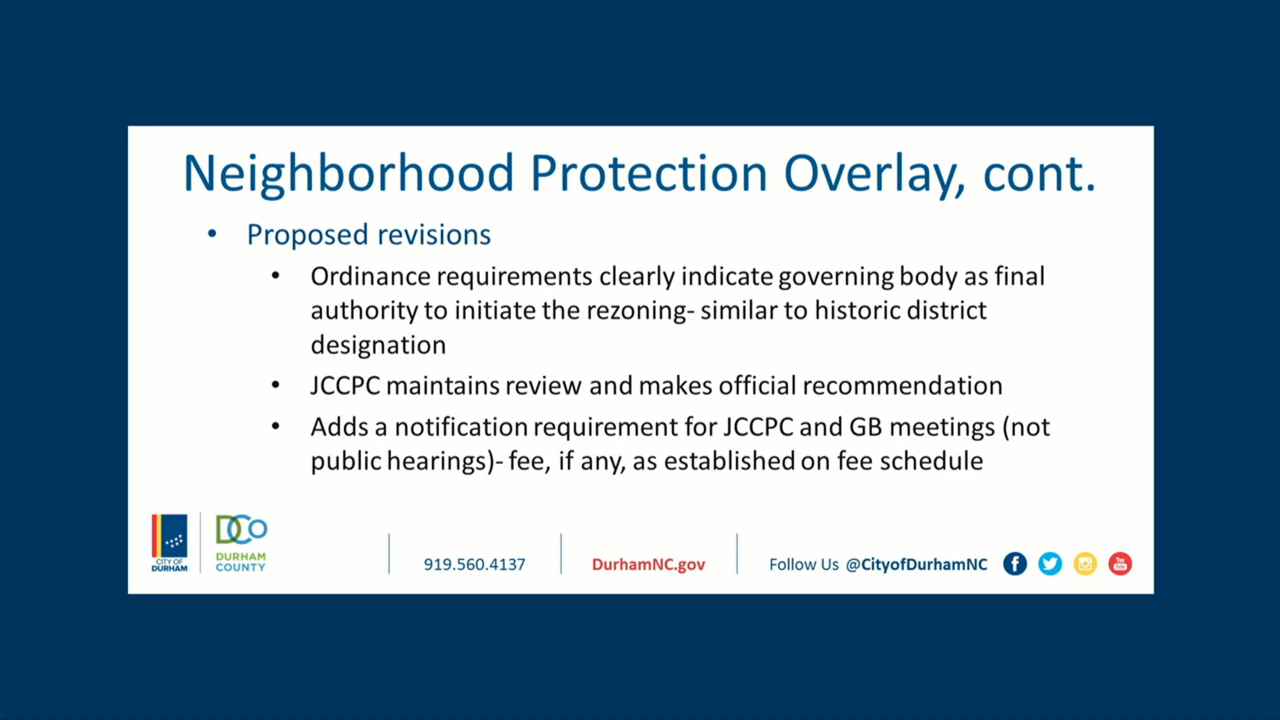 Neighborhood Protection Overlay, cont.
• Proposed revisions
• Ordinance requirements clearly indicate governing body as final
authority to initiate the rezoning- similar to historic district
designation
• JCCPC maintains review and makes official recommendation
• Adds a notification requirement for JCCPC and GB meetings (not
public hearings)- fee, if any, as established on fee schedule
CITY OF
DURHAM
DCo
DURHAM
COUNTY
919.560.4137
DurhamNC.gov
Follow Us @CityofDurhamNC
You
Tube